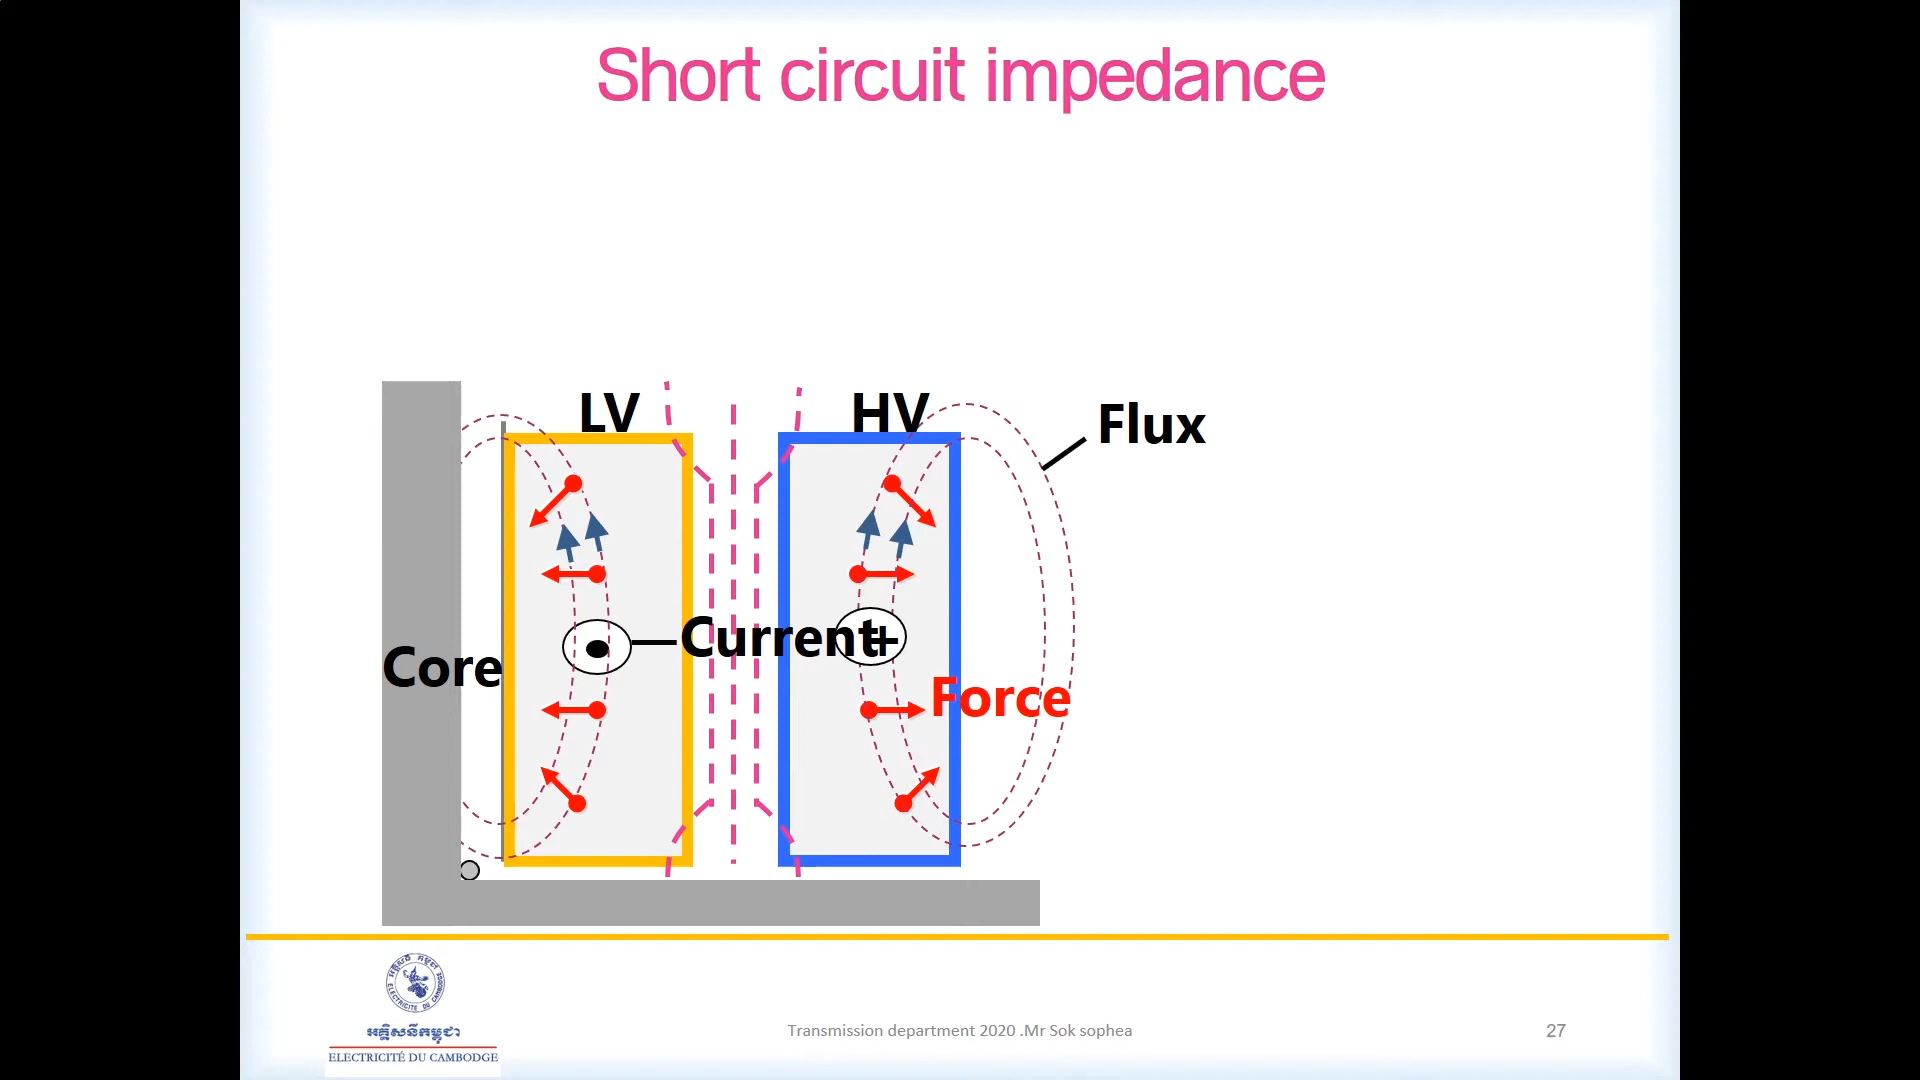 Short circuit impedance
LV
HV
Flux
Current
+
Core
Force
អគ្គិសនីកម្ពុជា
ELECTRICITÉ DU CAMBODGE
Transmission department 2020 .Mr Sok sophea
27